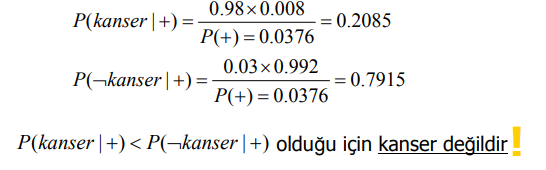 P(kanser | +) = 0.98 × 0.008 / P(+) = 0.0376 = 0.2085
P(¬kanser | +) = 0.03 × 0.992 / P(+) = 0.0376 = 0.7915
P(kanser | +) < P(¬kanser | +) olduğu için kanser değildir!